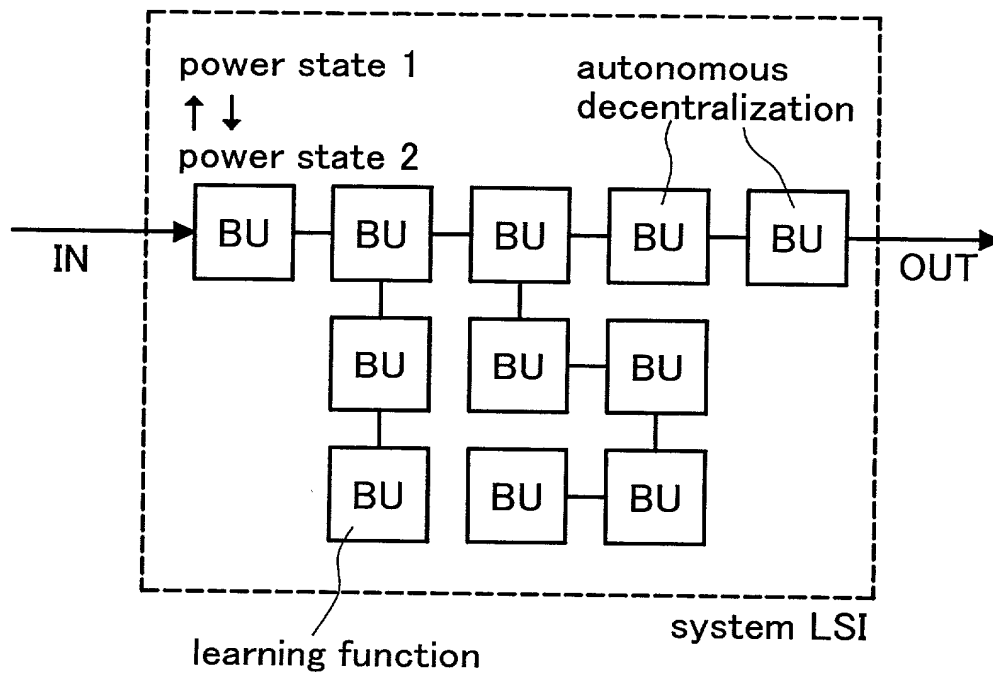 power state 1
↑ ↓
power state 2
autonomous
decentralization
BU BU BU BU BU
IN
OUT
BU BU BU
BU BU BU
system LSI
learning function